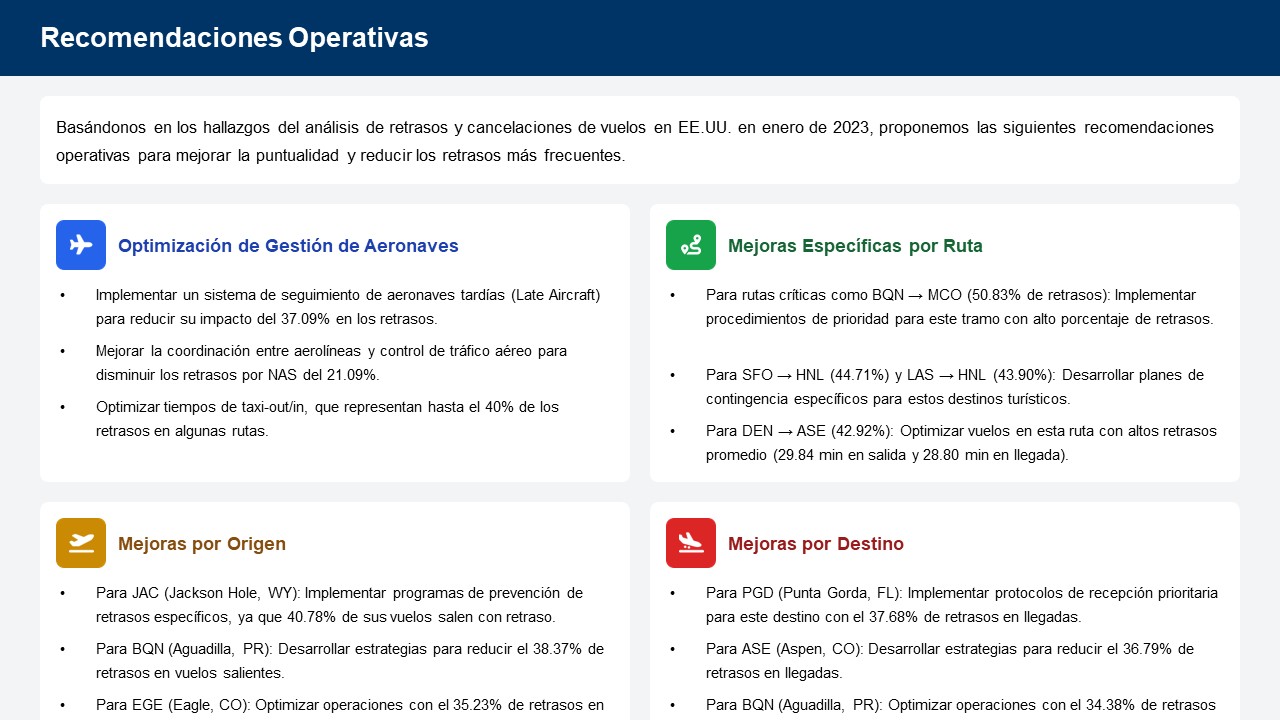 Recomendaciones Operativas
Basándonos en los hallazgos del análisis de retrasos y cancelaciones de vuelos en EE.UU. en enero de 2023, proponemos las siguientes recomendaciones
operativas para mejorar la puntualidad y reducir los retrasos más frecuentes.
Optimización de Gestión de Aeronaves
• Implementar un sistema de seguimiento de aeronaves tardías (Late Aircraft)
para reducir su impacto del 37.09% en los retrasos.
• Mejorar la coordinación entre aerolíneas y control de tráfico aéreo para
disminuir los retrasos por NAS del 21.09%.
• Optimizar tiempos de taxi-out/in, que representan hasta el 40% de los
retrasos en algunas rutas.
Mejoras Específicas por Ruta
• Para rutas críticas como BQN → MCO (50.83% de retrasos): Implementar
procedimientos de prioridad para este tramo con alto porcentaje de retrasos.
• Para SFO → HNL (44.71%) y LAS → HNL (43.90%): Desarrollar planes de
contingencia específicos para estos destinos turísticos.
• Para DEN → ASE (42.92%): Optimizar vuelos en esta ruta con altos retrasos
promedio (29.84 min en salida y 28.80 min en llegada).
Mejoras por Origen
• Para JAC (Jackson Hole, WY): Implementar programas de prevención de
retrasos específicos, ya que 40.78% de sus vuelos salen con retraso.
• Para BQN (Aguadilla, PR): Desarrollar estrategias para reducir el 38.37% de
retrasos en vuelos salientes.
• Para EGE (Eagle, CO): Optimizar operaciones con el 35.23% de retrasos en
Mejoras por Destino
• Para PGD (Punta Gorda, FL): Implementar protocolos de recepción prioritaria
para este destino con el 37.68% de retrasos en llegadas.
• Para ASE (Aspen, CO): Desarrollar estrategias para reducir el 36.79% de
retrasos en llegadas.
• Para BQN (Aguadilla, PR): Optimizar operaciones con el 34.38% de retrasos